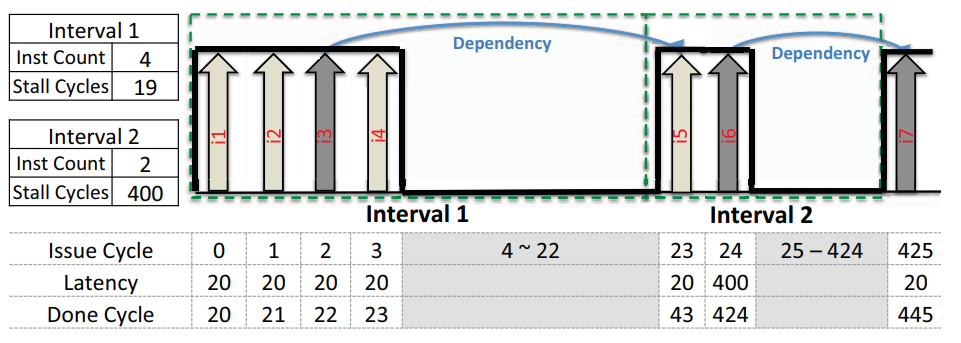 Interval 1
Inst Count 4
Stall Cycles 19
Interval 2
Inst Count 2
Stall Cycles 400
Dependency
Dependency
i1 i2 i3 i4 i5 i6 i7
Interval 1 Interval 2
Issue Cycle 0 1 2 3 4 ~ 22 23 24 25 – 424 425
Latency 20 20 20 20 20 400 20
Done Cycle 20 21 22 23 43 424 445